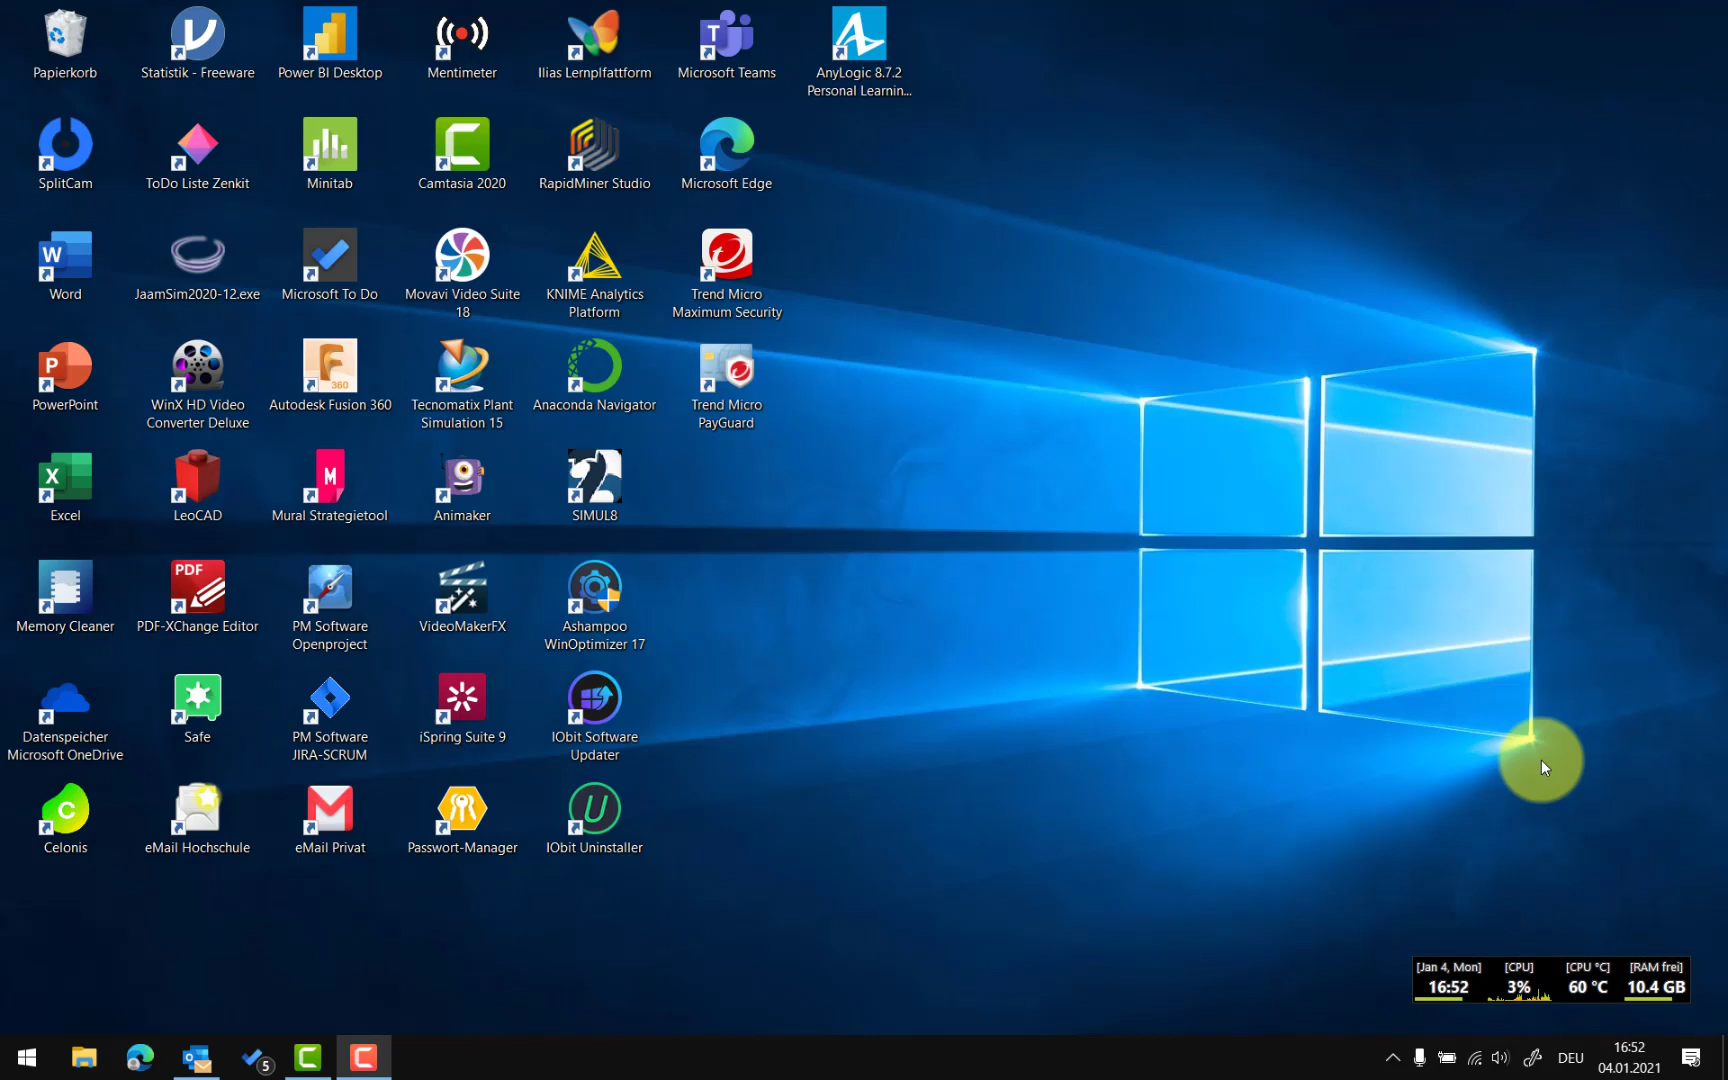 Papierkorb
Statistik - Freeware
Power BI Desktop
Mentimeter
Ilias Lernplfattform
Microsoft Teams
AnyLogic 8.7.2
Personal Learnin...
SplitCam
ToDo Liste Zenkit
Minitab
Camtasia 2020
RapidMiner Studio
Microsoft Edge
Word
JaamSim2020-12.exe
Microsoft To Do
Movavi Video Suite
18
KNIME Analytics
Platform
Trend Micro
Maximum Security
360
PowerPoint
WinX HD Video
Converter Deluxe
Autodesk Fusion 360
Tecnomatix Plant
Simulation 15
Anaconda Navigator
Trend Micro
PayGuard
Excel
LeoCAD
Mural Strategietool
Animaker
SIMUL8
PDF
Memory Cleaner
PDF-XChange Editor
PM Software
Openproject
VideoMakerFX
Ashampoo
WinOptimizer 17
Datenspeicher
Microsoft OneDrive
Safe
PM Software
JIRA-SCRUM
iSpring Suite 9
IObit Software
Updater
Celonis
eMail Hochschule
eMail Privat
Passwort-Manager
IObit Uninstaller
[Jan 4, Mon] [CPU] [CPU °C] [RAM frei]
16:52 3% 60 °C 10.4 GB
5
DEU
16:52
04.01.2021